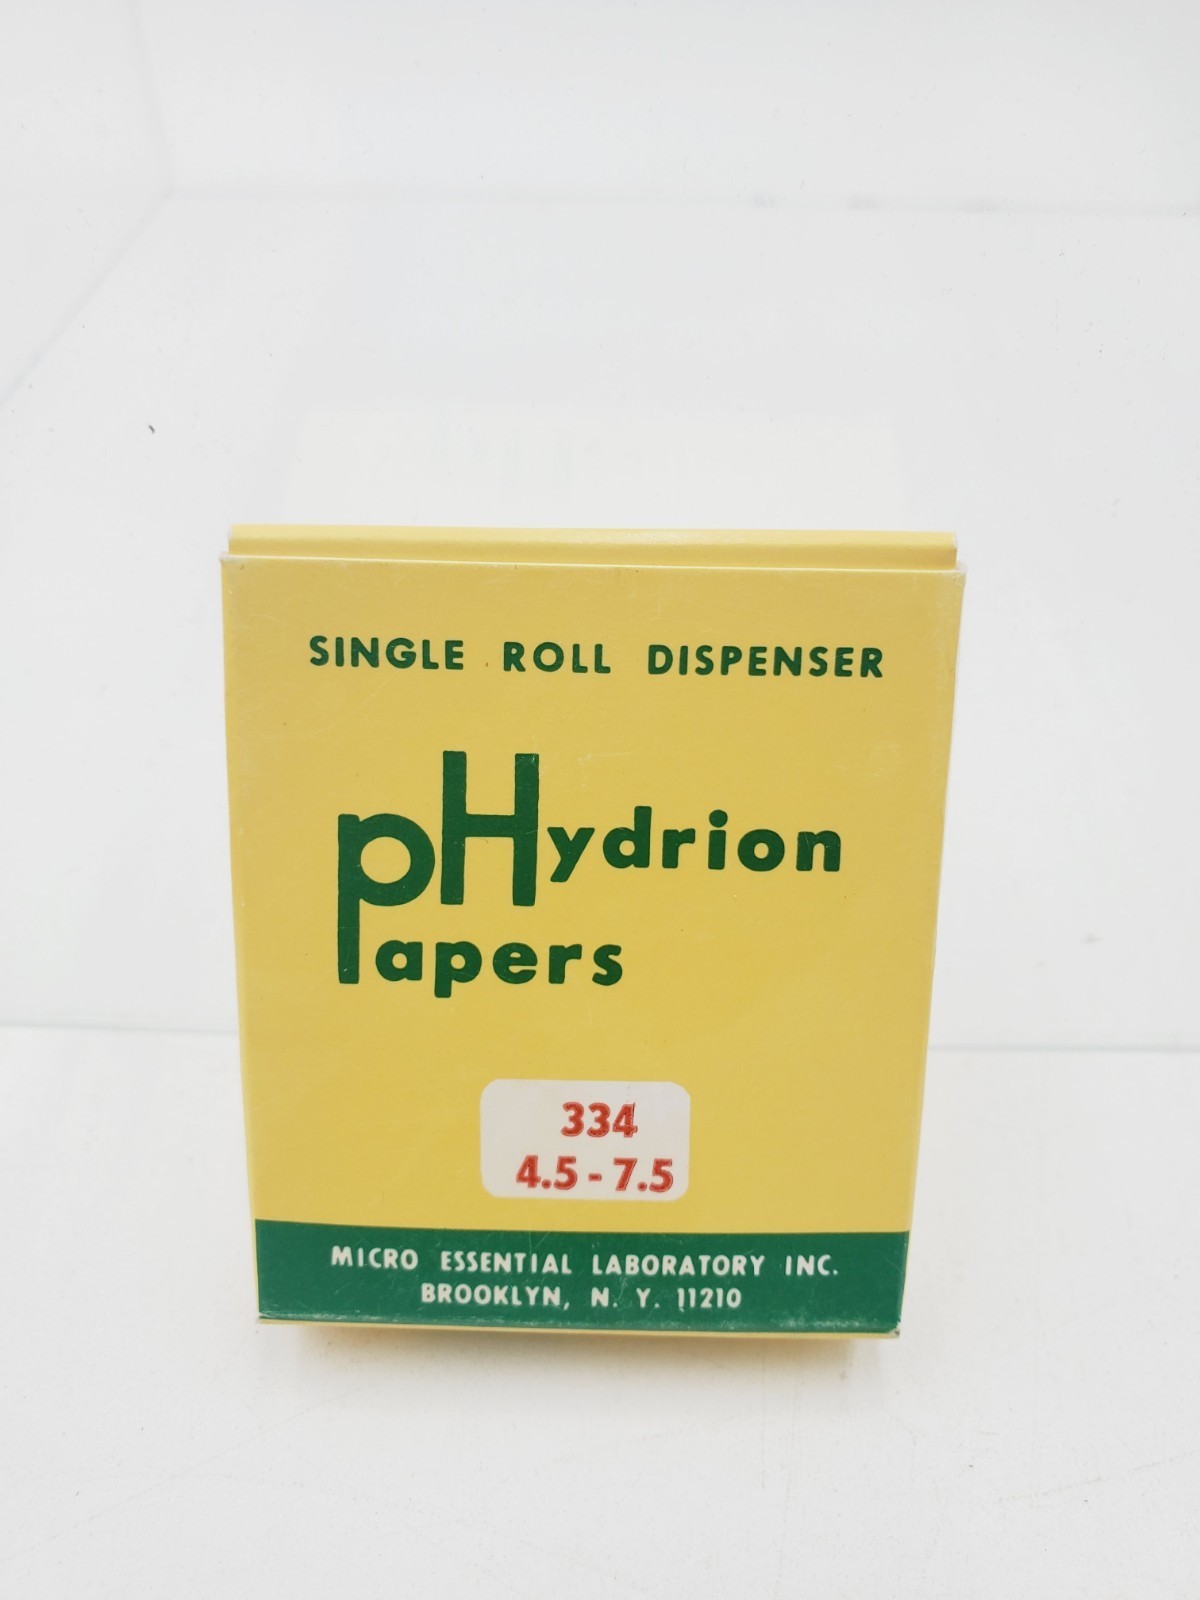 SINGLE ROLL DISPENSER
pHydrion
Papers
334
4.5 - 7.5
MICRO ESSENTIAL LABORATORY INC.
BROOKLYN, N. Y. 11210